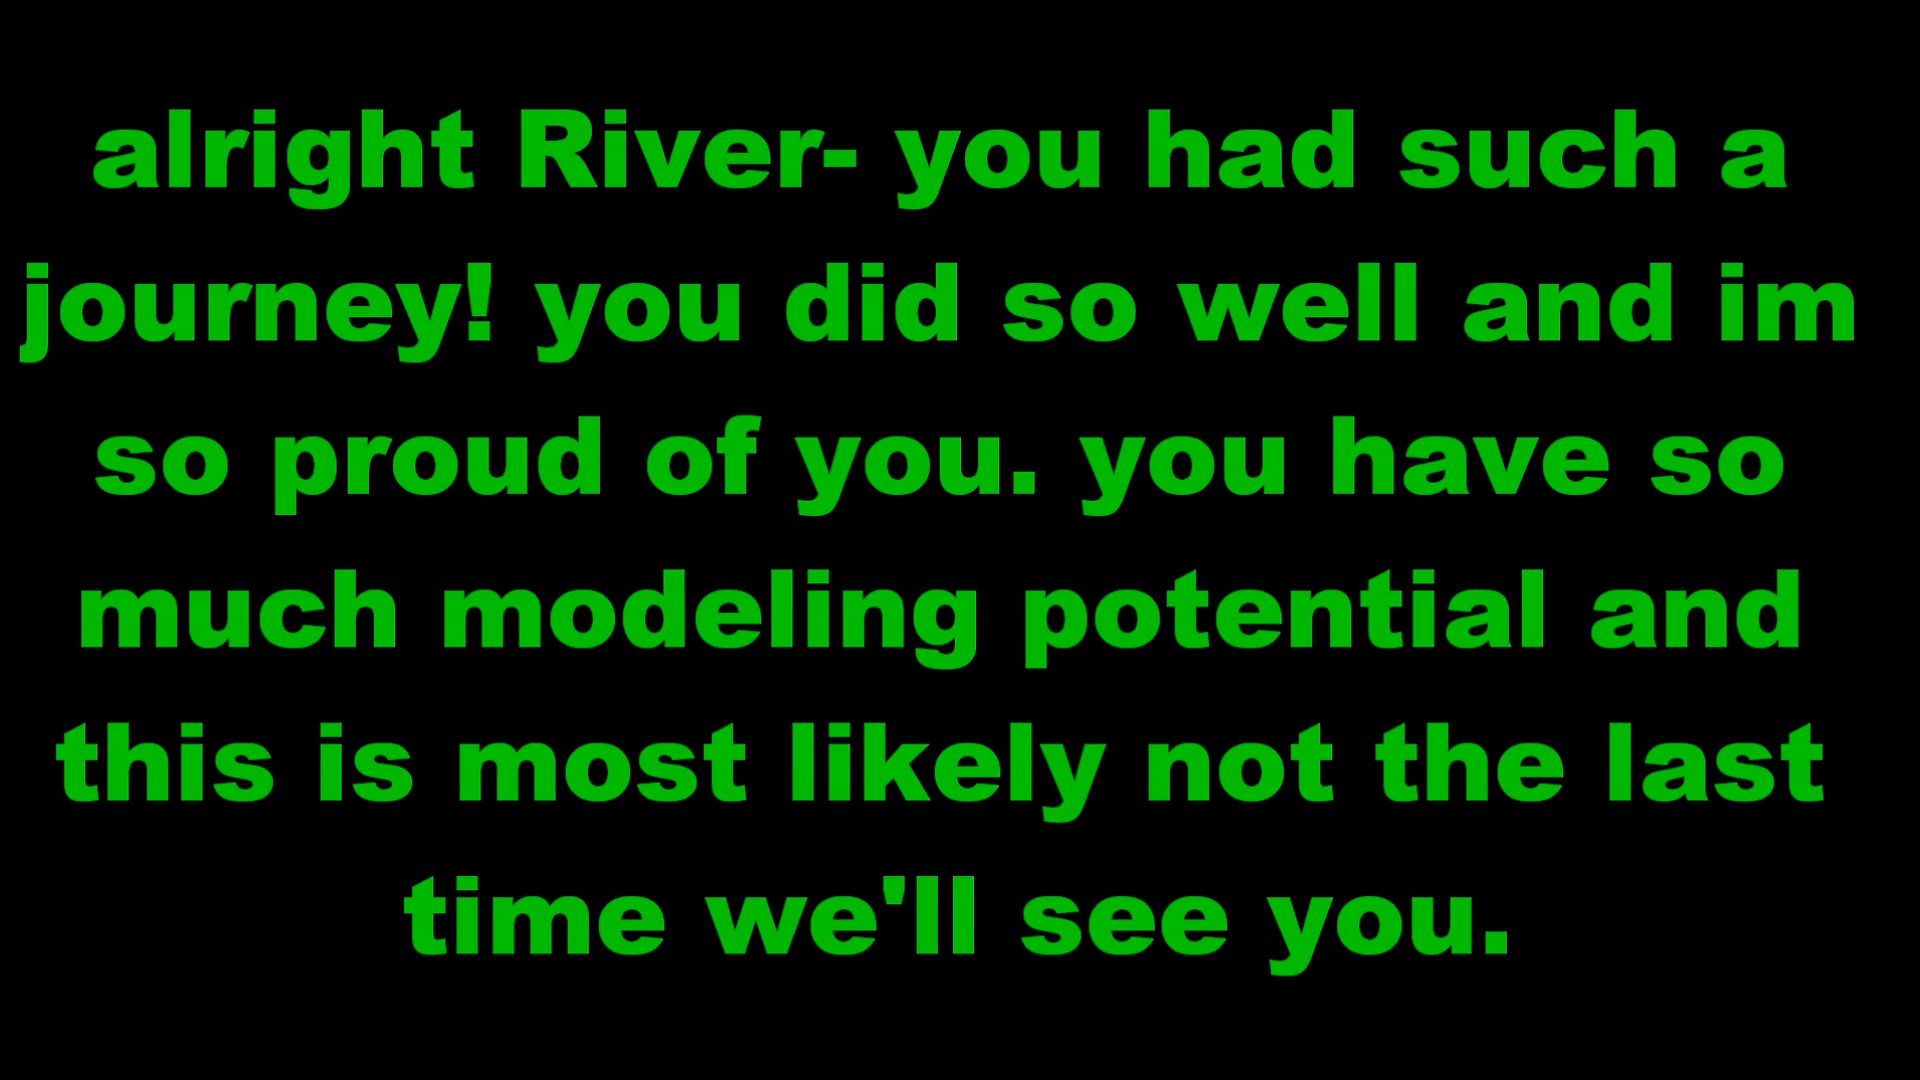 alright River- you had such a
journey! you did so well and im
so proud of you. you have so
much modeling potential and
this is most likely not the last
time we'll see you.